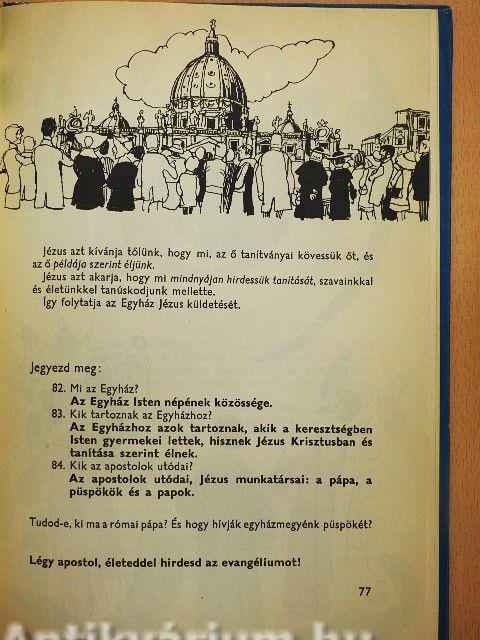 Jézus azt kívánja tőlünk, hogy mi, az ő tanítványai kövessük őt, és
az ő példája szerint éljünk.
Jézus azt akarja, hogy mi mindnyájan hirdessük tanítását, szavainkkal
és életünkkel tanúskodjunk mellette.
Így folytatja az Egyház Jézus küldetését.
Jegyezd meg:
82. Mi az Egyház?
Az Egyház Isten népének közössége.
83. Kik tartoznak az Egyházhoz?
Az Egyházhoz azok tartoznak, akik a keresztségben
Isten gyermekei lettek, hisznek Jézus Krisztusban és
tanítása szerint élnek.
84. Kik az apostolok utódai?
Az apostolok utódai, Jézus munkatársai: a pápa, a
püspökök és a papok.
Tudod-e, ki ma a római pápa? És hogy hívják egyházmegyénk püspökét?
Légy apostol, életeddel hirdesd az evangéliumot!
77
Antikvárium.hu